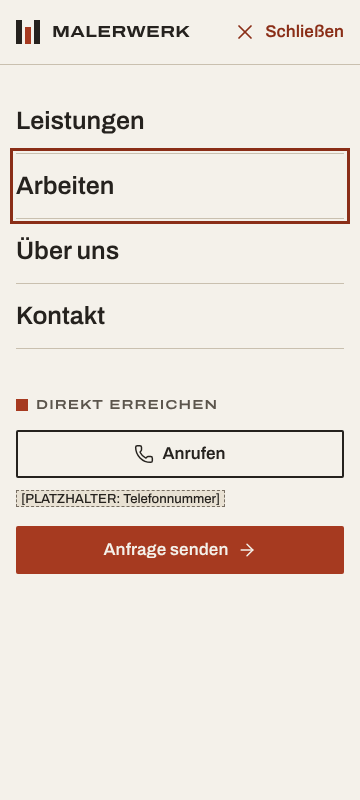 MALERWERK
Schließen
Leistungen
Arbeiten
Über uns
Kontakt
DIREKT ERREICHEN
Anrufen
[PLATZHALTER: Telefonnummer]
Anfrage senden